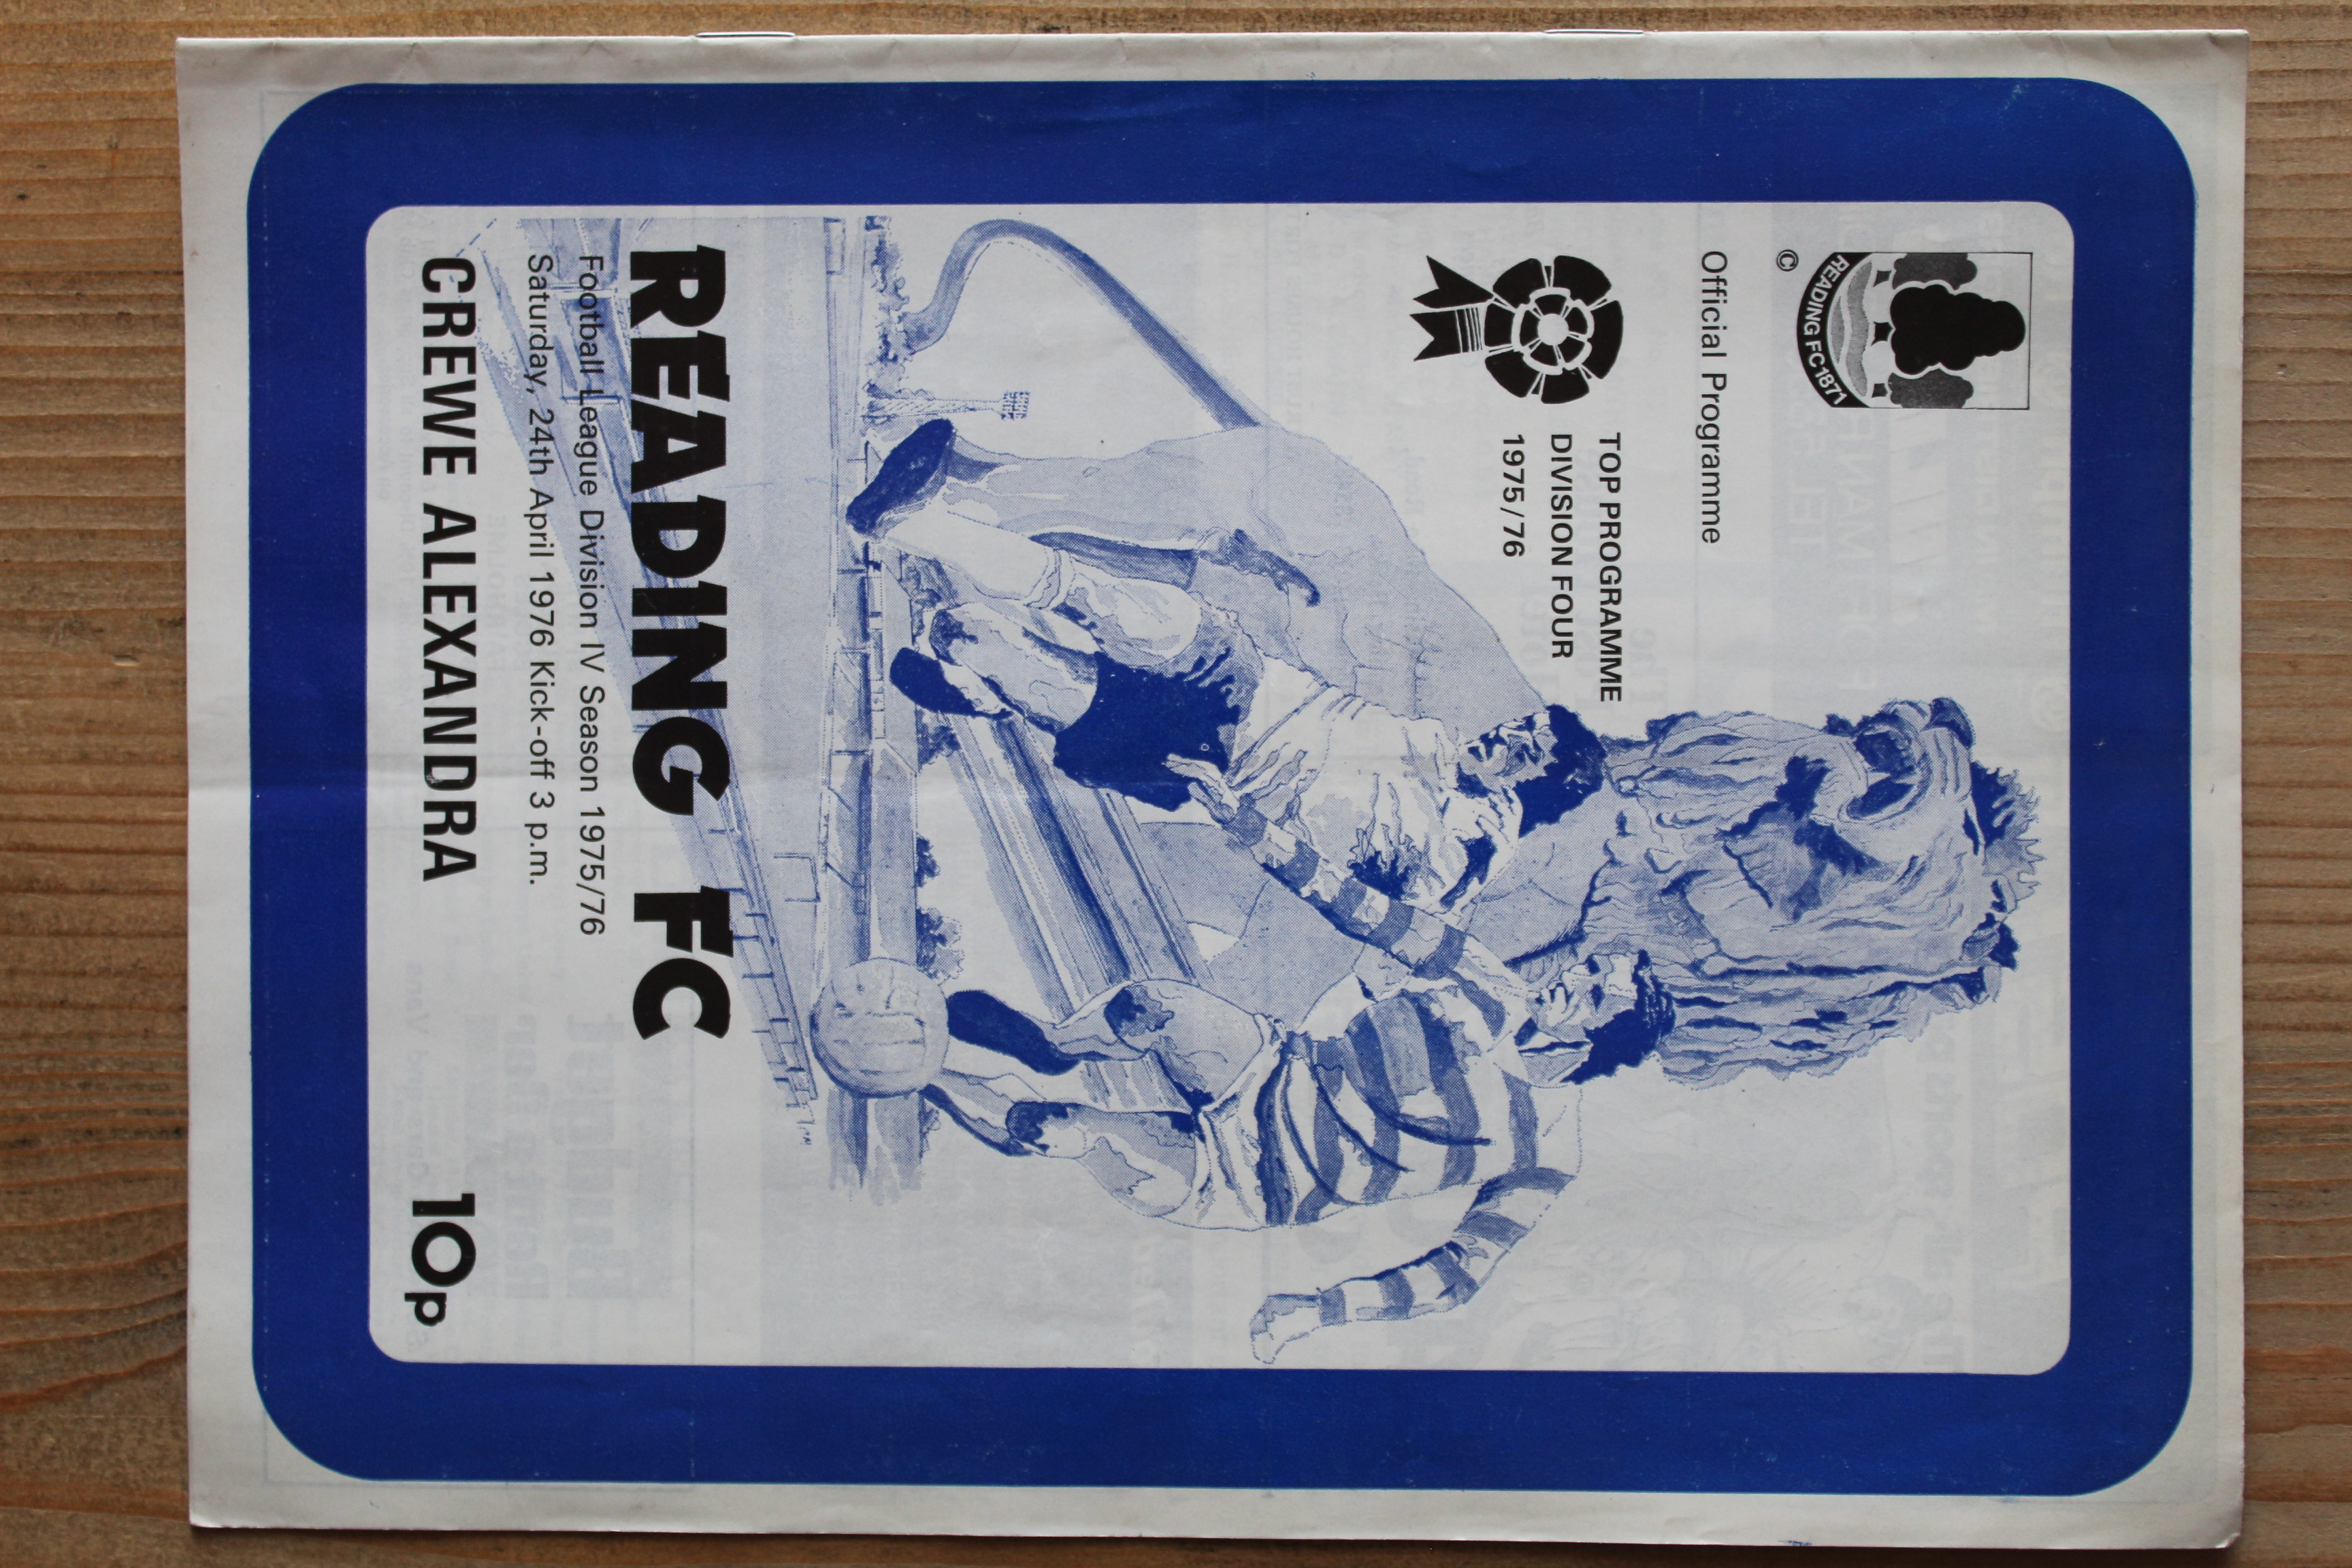 READING FC 1871
©
Official Programme
TOP PROGRAMME
DIVISION FOUR
1975/76
READING FC
Football League Division IV Season 1975/76
Saturday, 24th April 1976 Kick-off 3 p.m.
CREWE ALEXANDRA 10p